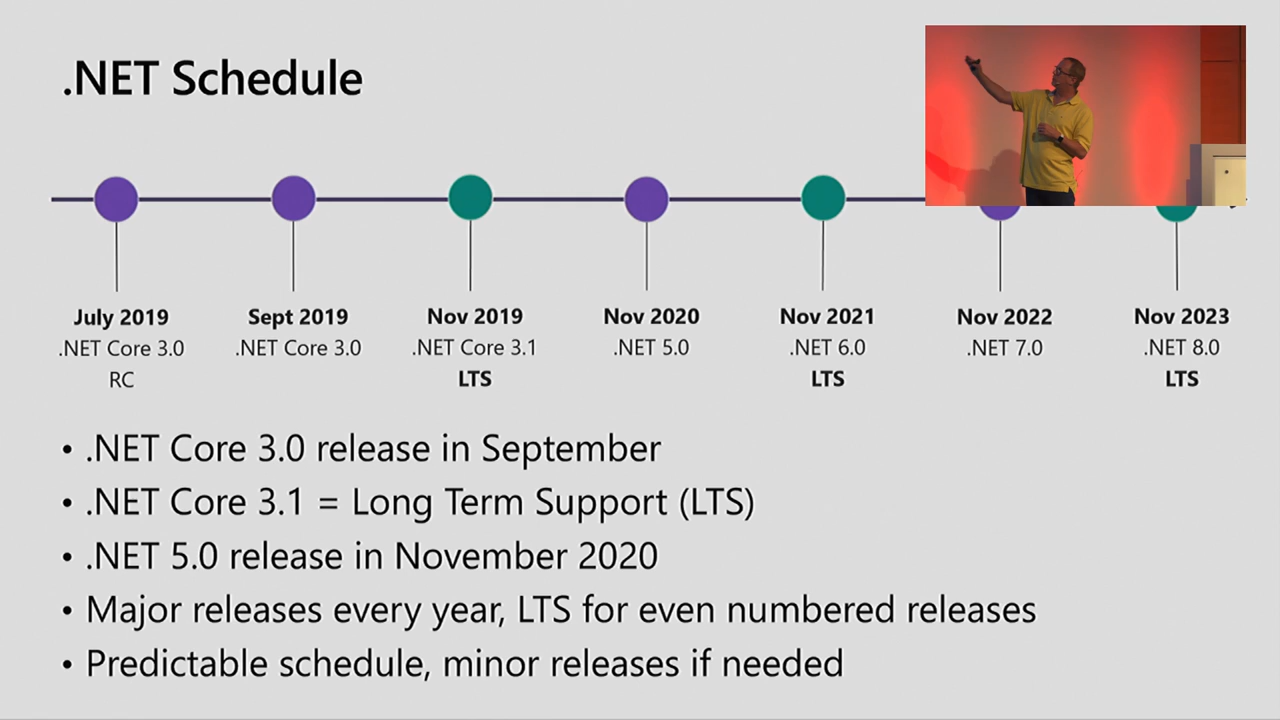 .NET Schedule
July 2019
.NET Core 3.0
RC
Sept 2019
.NET Core 3.0
Nov 2019
.NET Core 3.1
LTS
Nov 2020
.NET 5.0
Nov 2021
.NET 6.0
LTS
Nov 2022
.NET 7.0
Nov 2023
.NET 8.0
LTS
• .NET Core 3.0 release in September
• .NET Core 3.1 = Long Term Support (LTS)
• .NET 5.0 release in November 2020
• Major releases every year, LTS for even numbered releases
• Predictable schedule, minor releases if needed